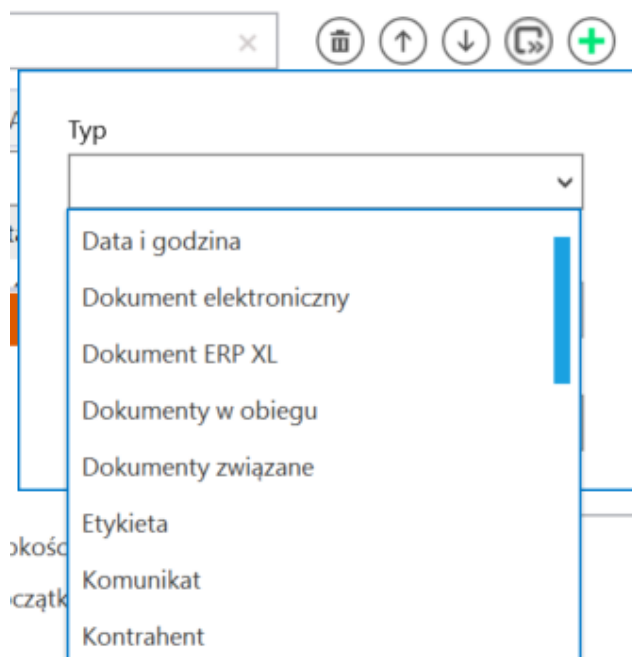 Typ
Data i godzina
Dokument elektroniczny
Dokument ERP XL
Dokumenty w obiegu
Dokumenty związane
Etykieta
Komunikat
Kontrahent